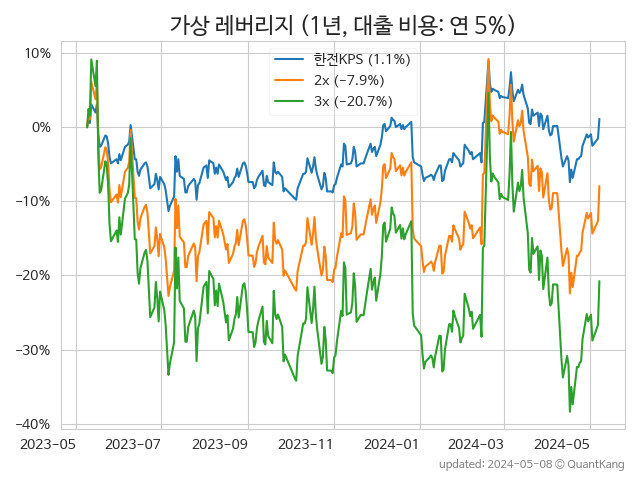 가상 레버리지 (1년, 대출 비용: 연 5%)
한전KPS (1.1%)
2x (−7.9%)
3x (−20.7%)
10%
0%
−10%
−20%
−30%
−40%
2023-05 2023-07 2023-09 2023-11 2024-01 2024-03 2024-05
updated: 2024-05-08 © QuantKang